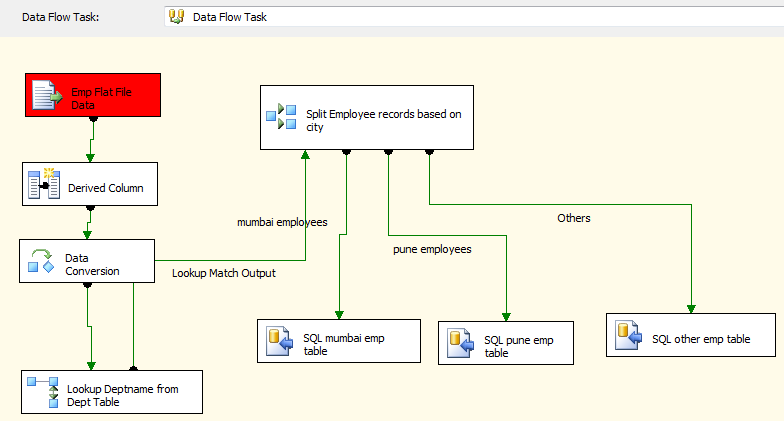 Data Flow Task:
Data Flow Task
Emp Flat File
Data
Split Employee records based on
city
Derived Column
mumbai employees
Others
pune employees
Data
Conversion
Lookup Match Output
SQL mumbai emp
table
SQL pune emp
table
SQL other emp table
Lookup Deptname from
Dept Table